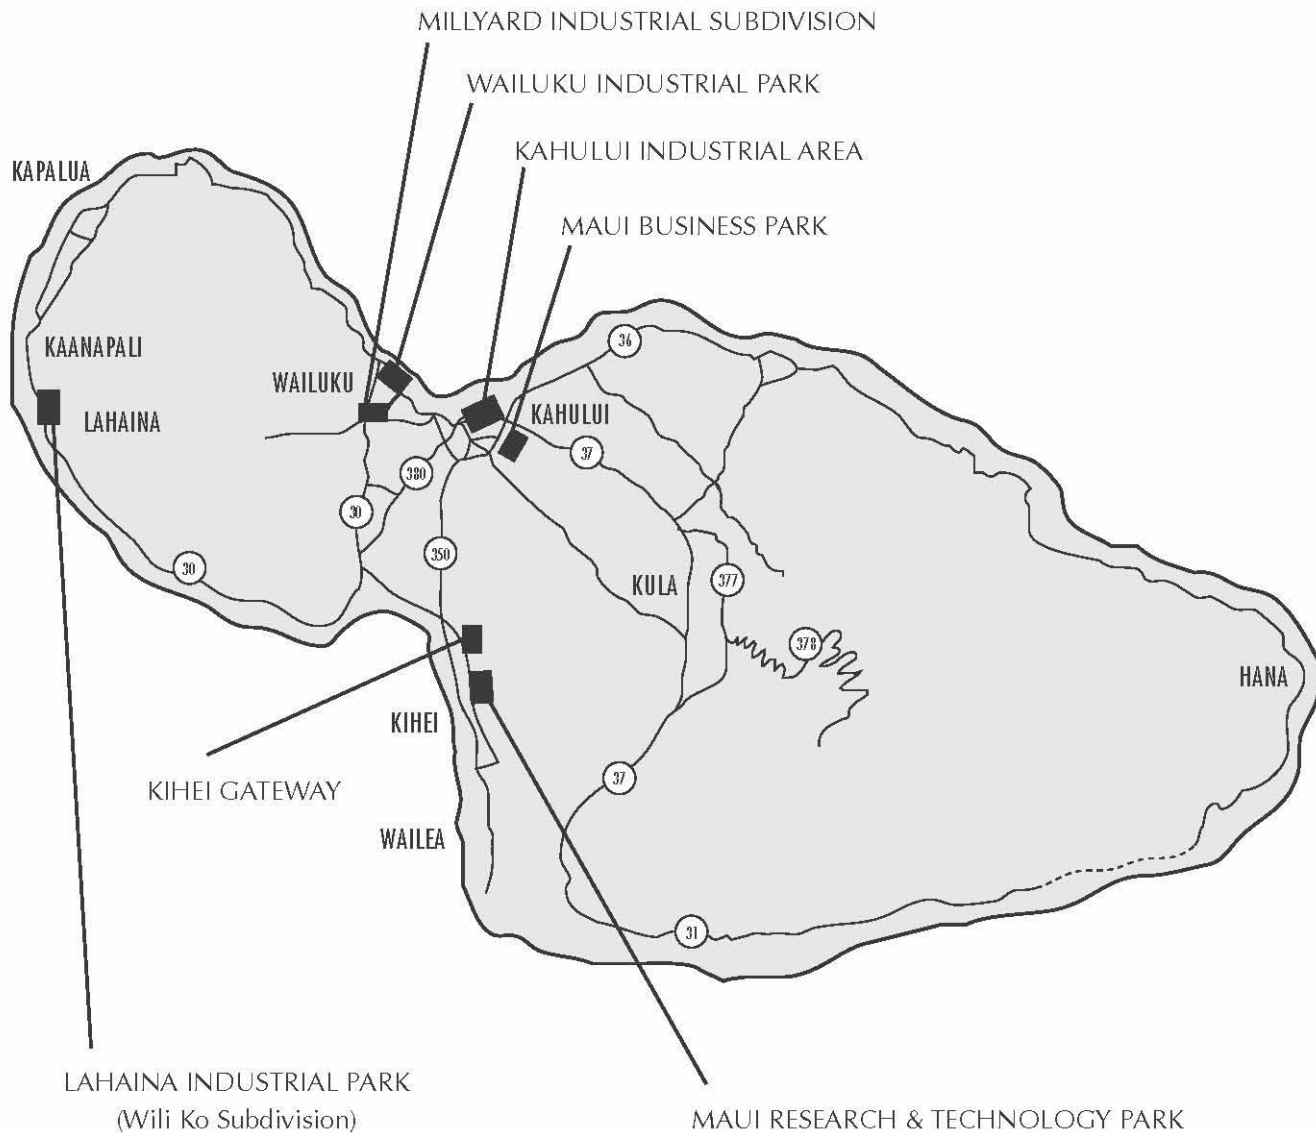 MILLYARD INDUSTRIAL SUBDIVISION
WAILUKU INDUSTRIAL PARK
KAHULUI INDUSTRIAL AREA
KAPALUA
MAUI BUSINESS PARK
36
KAANAPALI
WAILUKU
LAHAINA
KAHULUI
37
380
30
350
30
KULA
377
378
HANA
KIHEI
37
KIHEI GATEWAY
WAILEA
31
LAHAINA INDUSTRIAL PARK
(Wili Ko Subdivision)
MAUI RESEARCH & TECHNOLOGY PARK